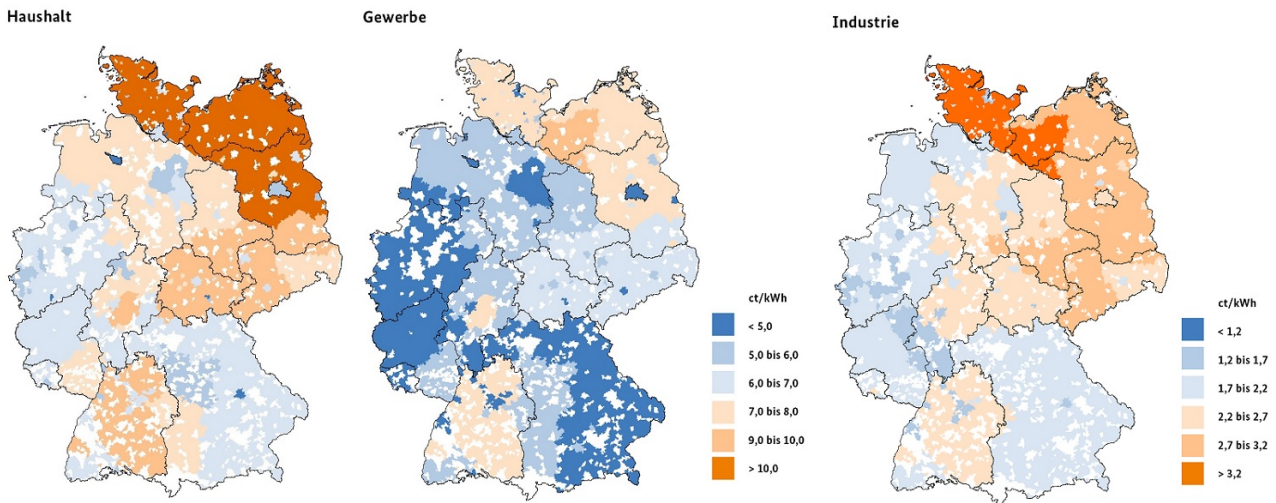 Haushalt
Gewerbe
Industrie
ct/kWh
< 5,0
5,0 bis 6,0
6,0 bis 7,0
7,0 bis 8,0
9,0 bis 10,0
> 10,0
ct/kWh
< 1,2
1,2 bis 1,7
1,7 bis 2,2
2,2 bis 2,7
2,7 bis 3,2
> 3,2